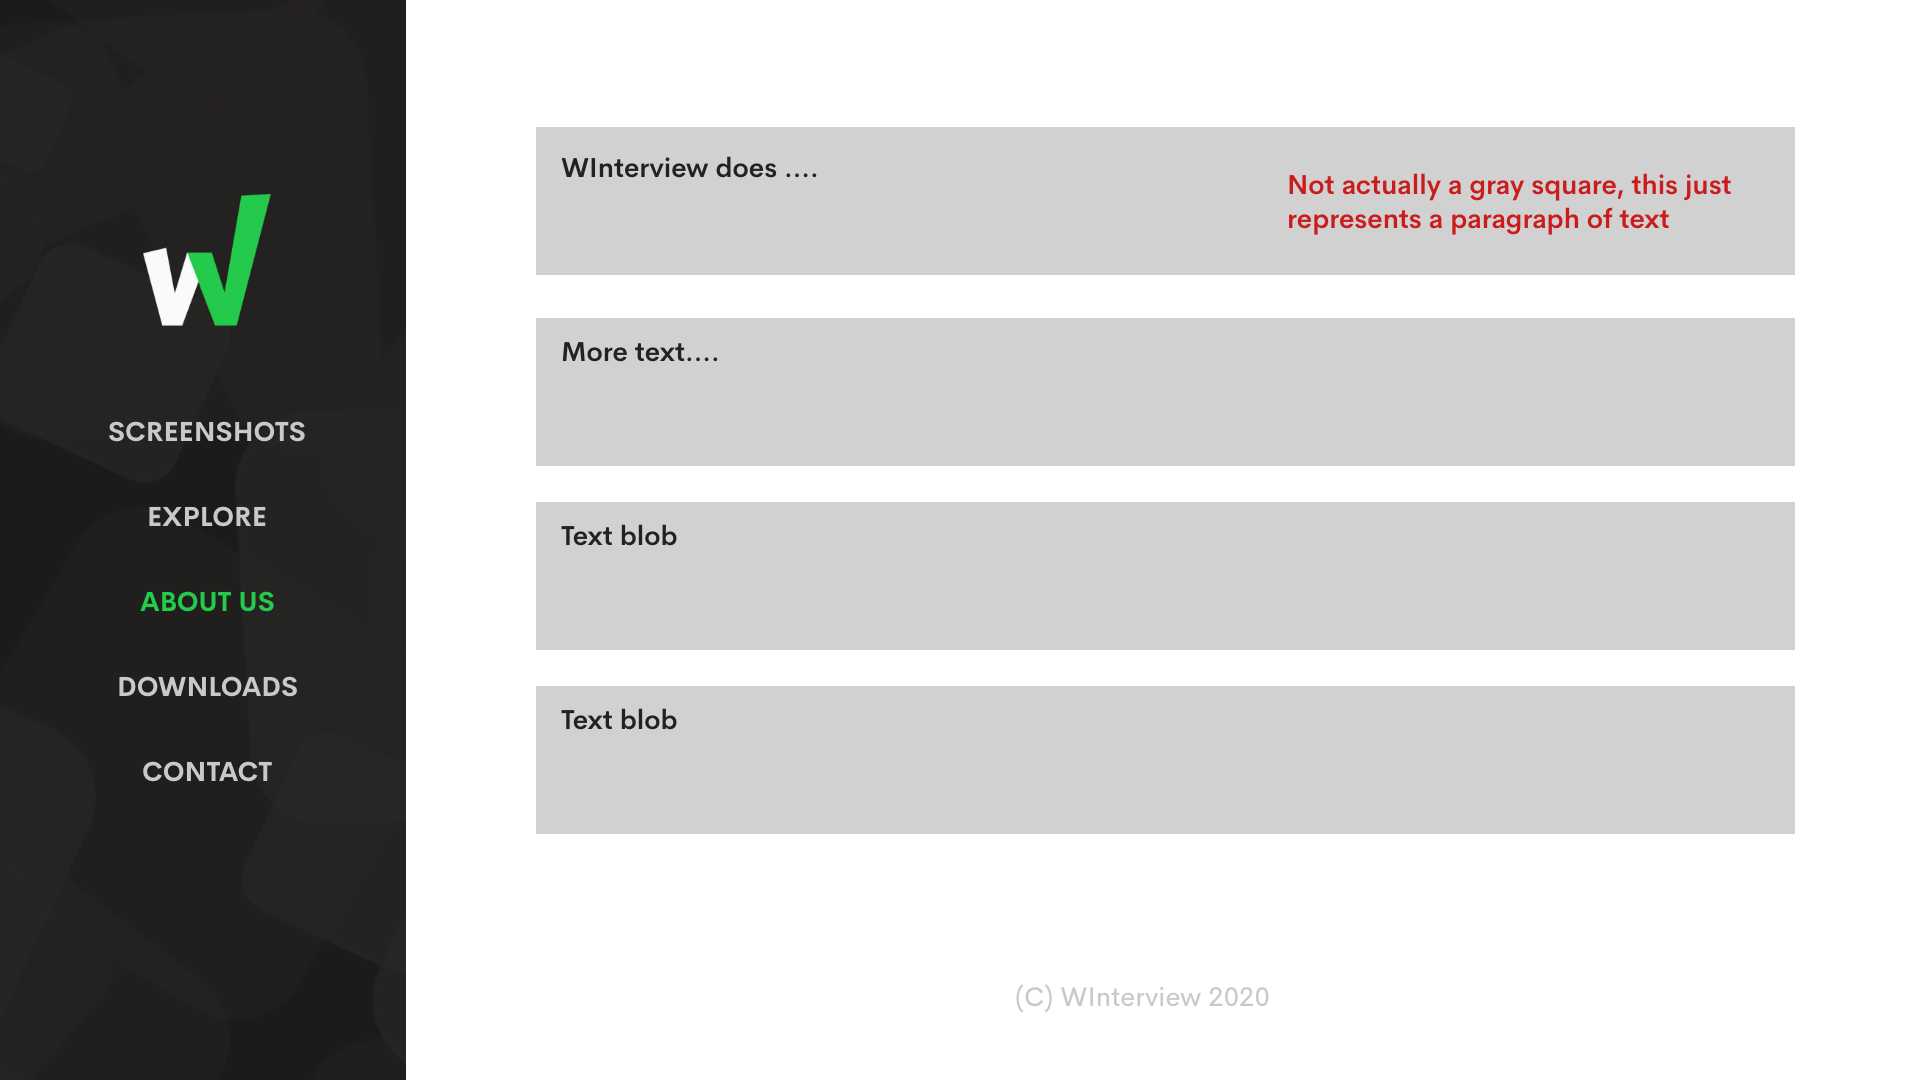 SCREENSHOTS
EXPLORE
ABOUT US
DOWNLOADS
CONTACT
WInterview does ....
Not actually a gray square, this just
represents a paragraph of text
More text....
Text blob
Text blob
(C) WInterview 2020